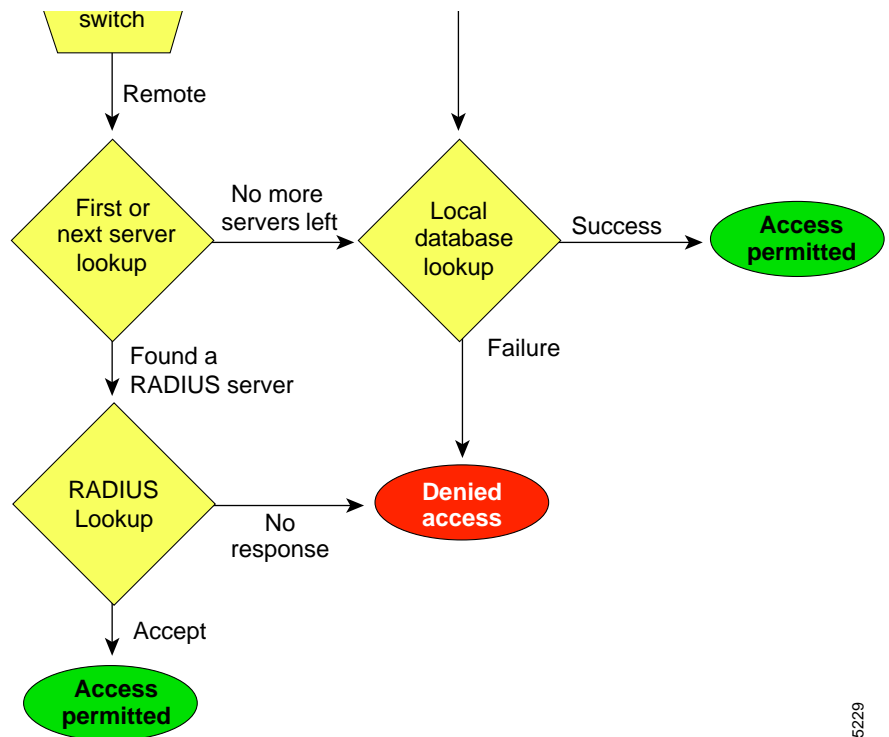 switch
Remote
First or
next server
lookup
No more
servers left
Local
database
lookup
Success
Access
permitted
Found a
RADIUS server
Failure
RADIUS
Lookup
No
response
Denied
access
Accept
Access
permitted
5229